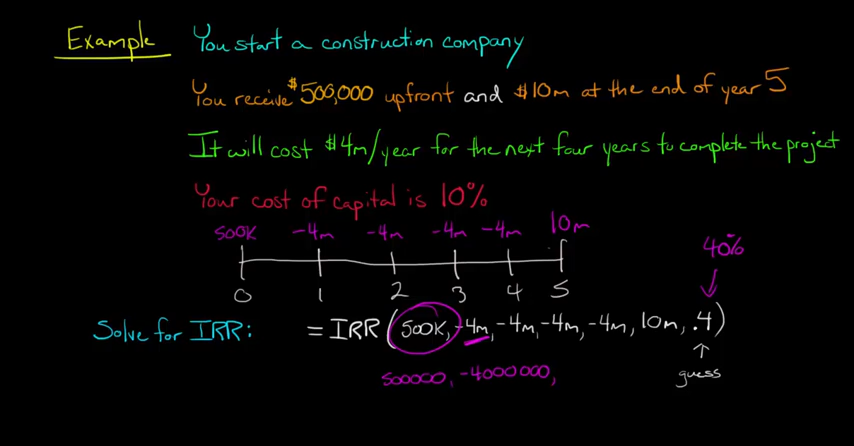 Example You start a construction company
You receive $500,000 upfront and $10m at the end of year 5
It will cost $4m/year for the next four years to complete the project
Your cost of capital is 10%
500K -4m -4m -4m -4m 10m
40%
0 1 2 3 4 5
Solve for IRR: = IRR (500K, -4m, -4m, -4m, -4m, 10m, .4)
guess
500000, -4000000,